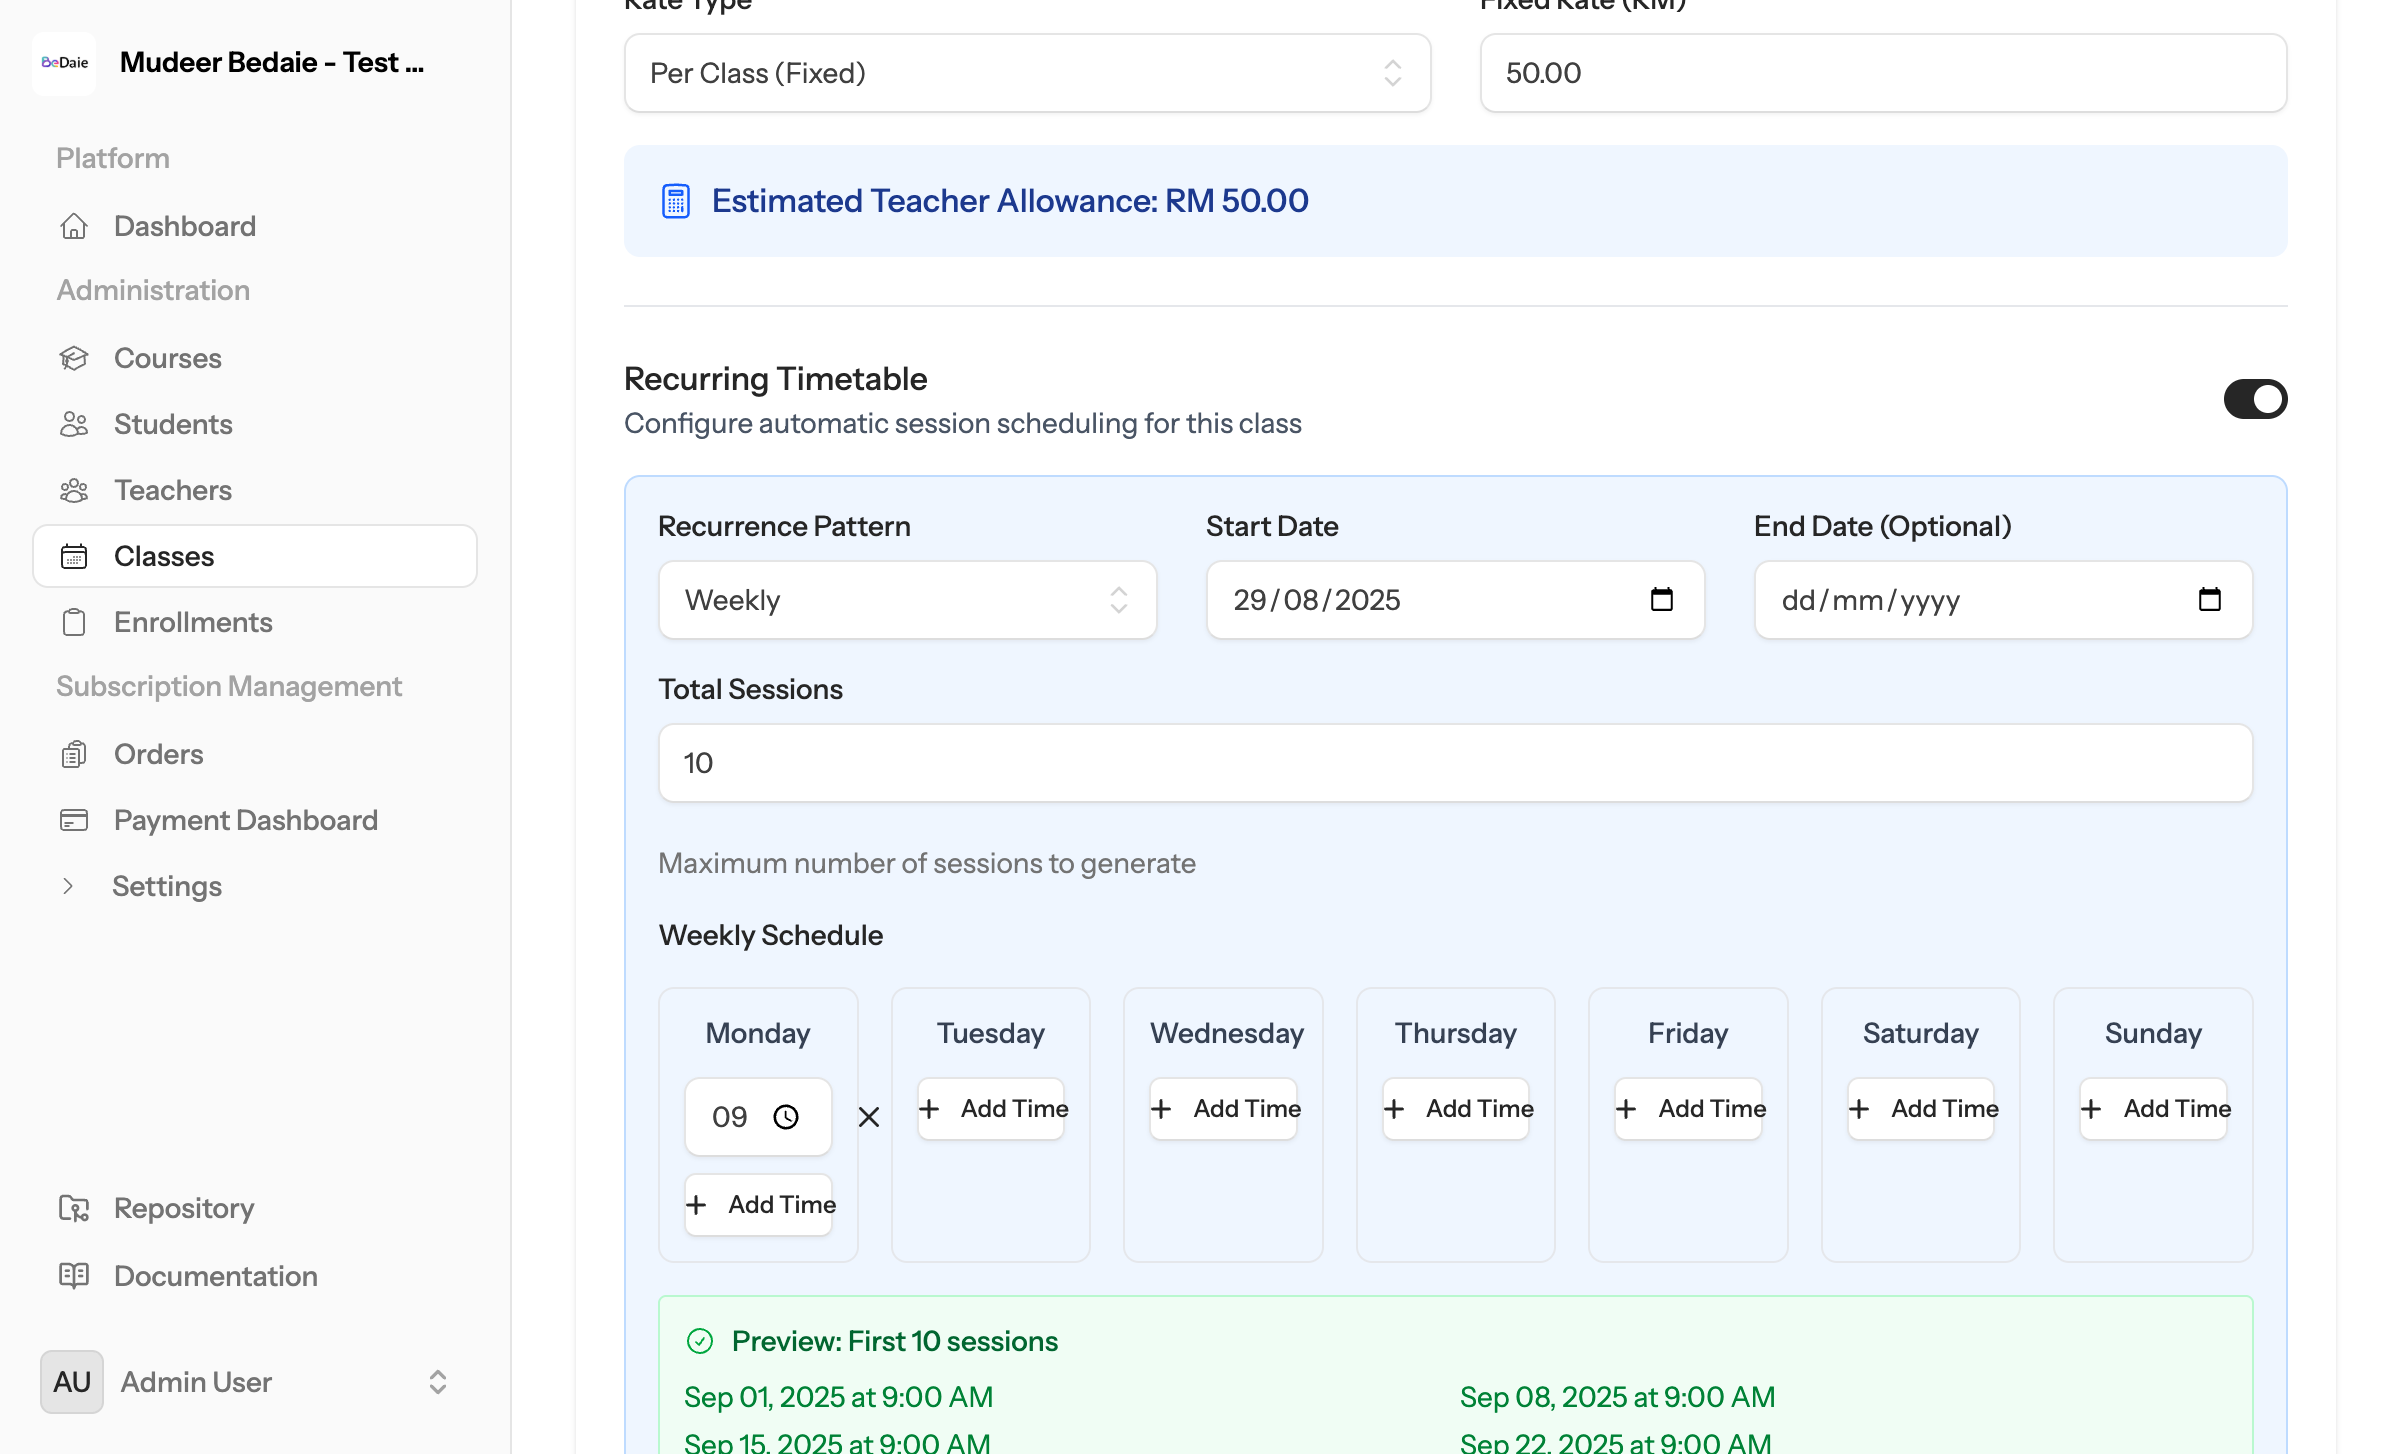 BeDaie
Mudeer Bedaie - Test ...
Platform
Dashboard
Administration
Courses
Students
Teachers
Classes
Enrollments
Subscription Management
Orders
Payment Dashboard
Settings
Repository
Documentation
AU Admin User
Rate Type Fixed Rate (RM)
Per Class (Fixed) 50.00
Estimated Teacher Allowance: RM 50.00
Recurring Timetable
Configure automatic session scheduling for this class
Recurrence Pattern Start Date End Date (Optional)
Weekly 29/08/2025 dd/mm/yyyy
Total Sessions
10
Maximum number of sessions to generate
Weekly Schedule
Monday Tuesday Wednesday Thursday Friday Saturday Sunday
09 Add Time Add Time Add Time Add Time Add Time Add Time
Add Time
Preview: First 10 sessions
Sep 01, 2025 at 9:00 AM Sep 08, 2025 at 9:00 AM
Sep 15, 2025 at 9:00 AM Sep 22, 2025 at 9:00 AM